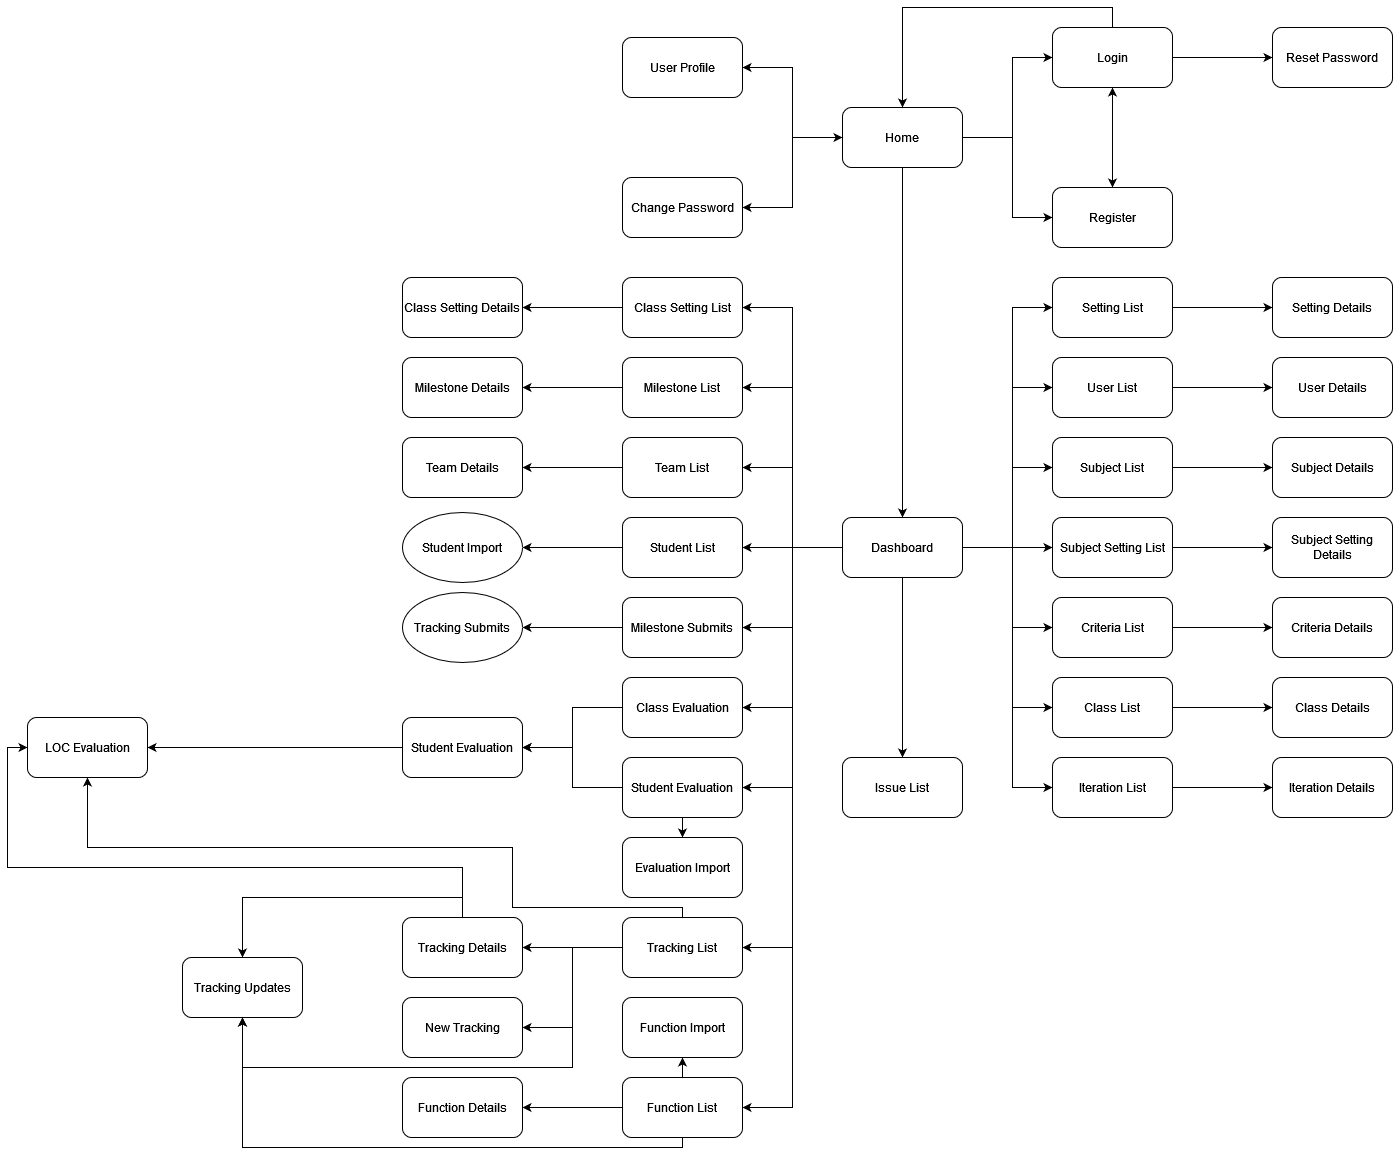 Login
Reset Password
User Profile
Home
Change Password
Register
Class Setting Details
Class Setting List
Setting List
Setting Details
Milestone Details
Milestone List
User List
User Details
Team Details
Team List
Subject List
Subject Details
Student Import
Student List
Dashboard
Subject Setting List
Subject Setting
Details
Tracking Submits
Milestone Submits
Criteria List
Criteria Details
Class Evaluation
Class List
Class Details
LOC Evaluation
Student Evaluation
Student Evaluation
Issue List
Iteration List
Iteration Details
Evaluation Import
Tracking Details
Tracking List
Tracking Updates
New Tracking
Function Import
Function Details
Function List